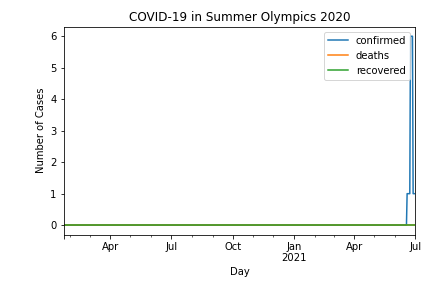 COVID-19 in Summer Olympics 2020
confirmed
deaths
recovered
6
5
4
3
2
1
0
Number of Cases
Apr Jul Oct Jan Apr Jul
2021
Day